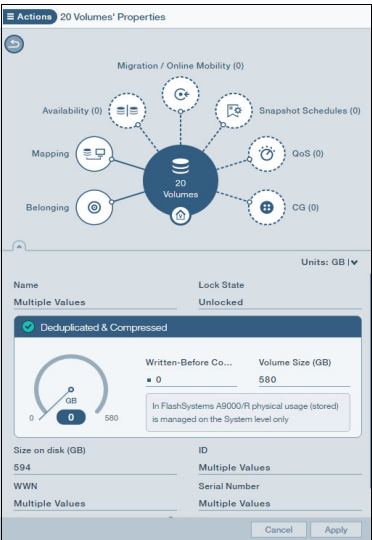 Actions 20 Volumes' Properties
Migration / Online Mobility (0)
Availability (0)
Snapshot Schedules (0)
Mapping
QoS (0)
20
Volumes
Belonging
CG (0)
Units: GB
Name
Lock State
Multiple Values
Unlocked
Deduplicated & Compressed
Written-Before Co...
Volume Size (GB)
0
580
GB
0
0
580
In FlashSystems A9000/R physical usage (stored)
is managed on the System level only
Size on disk (GB)
ID
594
Multiple Values
WWN
Serial Number
Multiple Values
Multiple Values
Cancel
Apply